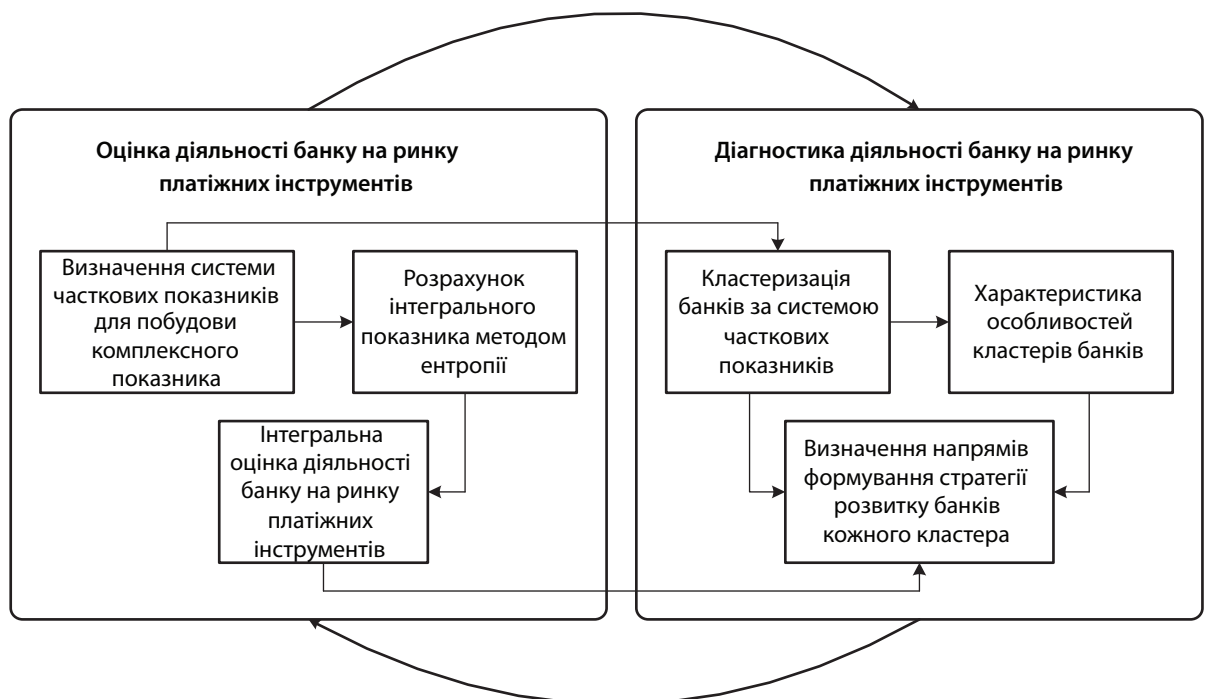 Оцінка діяльності банку на ринку
платіжних інструментів
Визначення системи
часткових показників
для побудови
комплексного
показника
Розрахунок
інтегрального
показника методом
ентропії
Інтегральна
оцінка діяльності
банку на ринку
платіжних
інструментів
Діагностика діяльності банку на ринку
платіжних інструментів
Кластеризація
банків за системою
часткових
показників
Характеристика
особливостей
кластерів банків
Визначення напрямів
формування стратегії
розвитку банків
кожного кластера